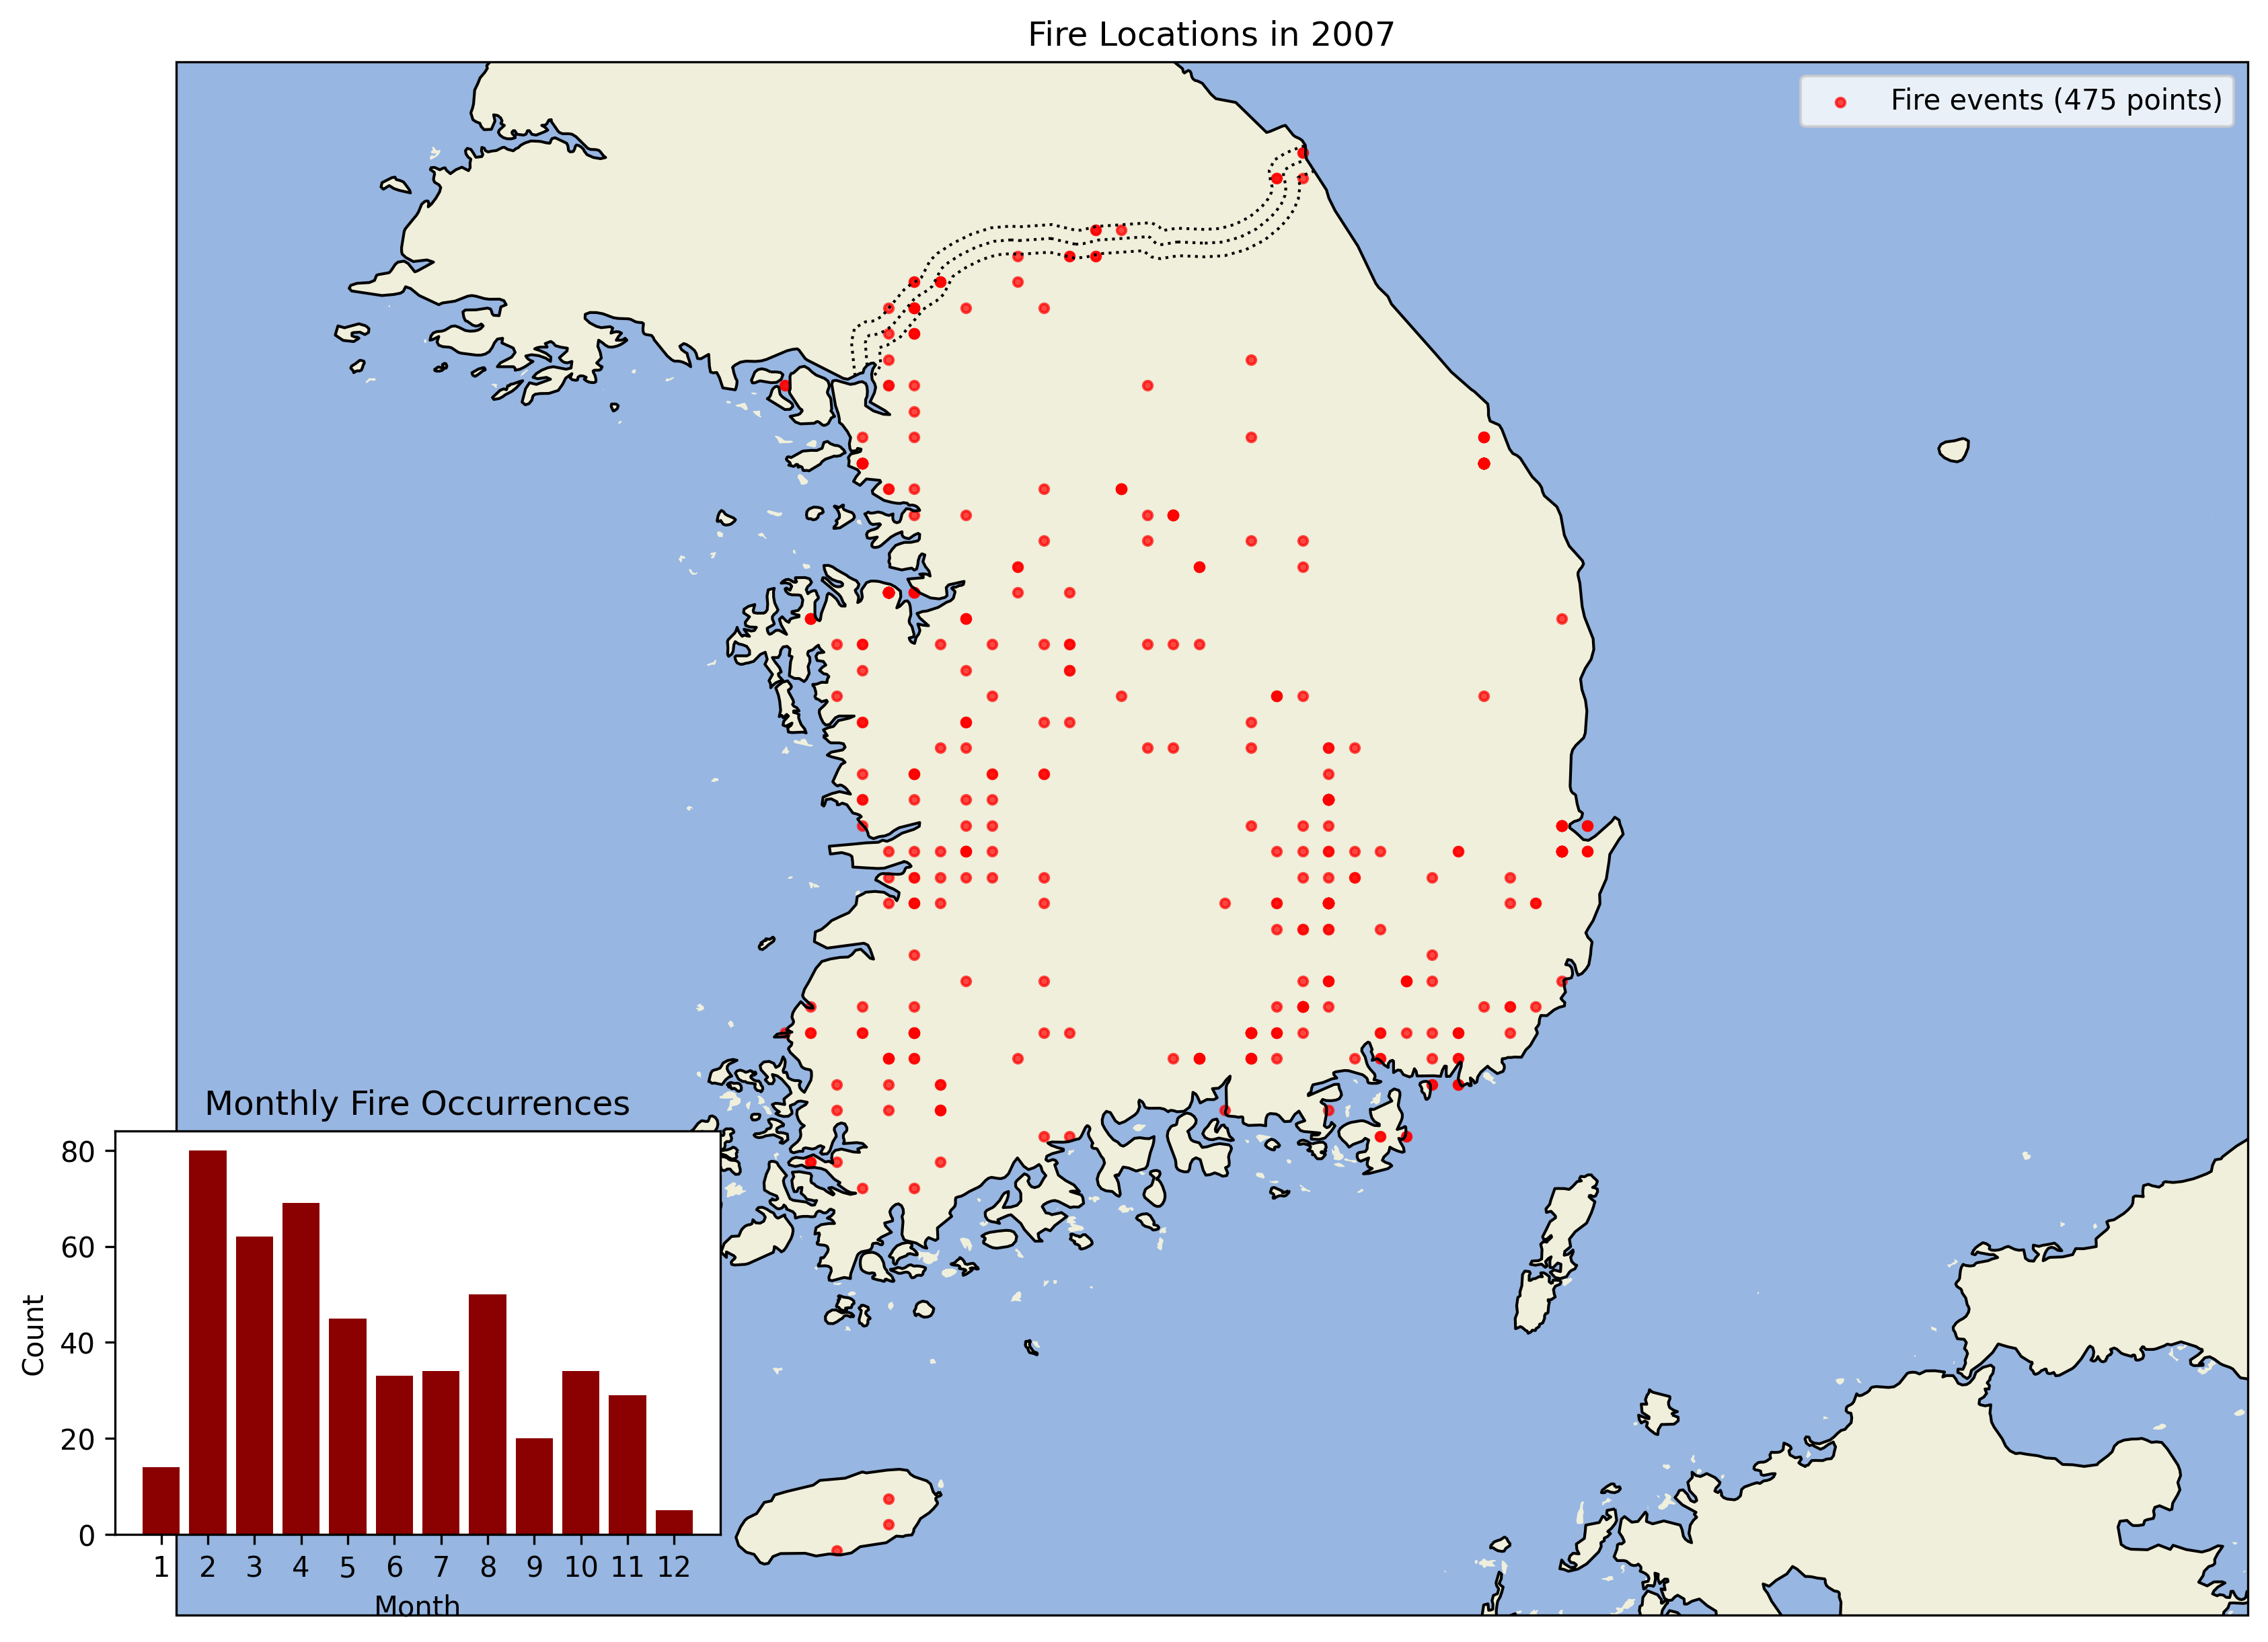 Fire Locations in 2007
Fire events (475 points)
Monthly Fire Occurrences
80
60
40
20
0
Count
1 2 3 4 5 6 7 8 9 10 11 12
Month